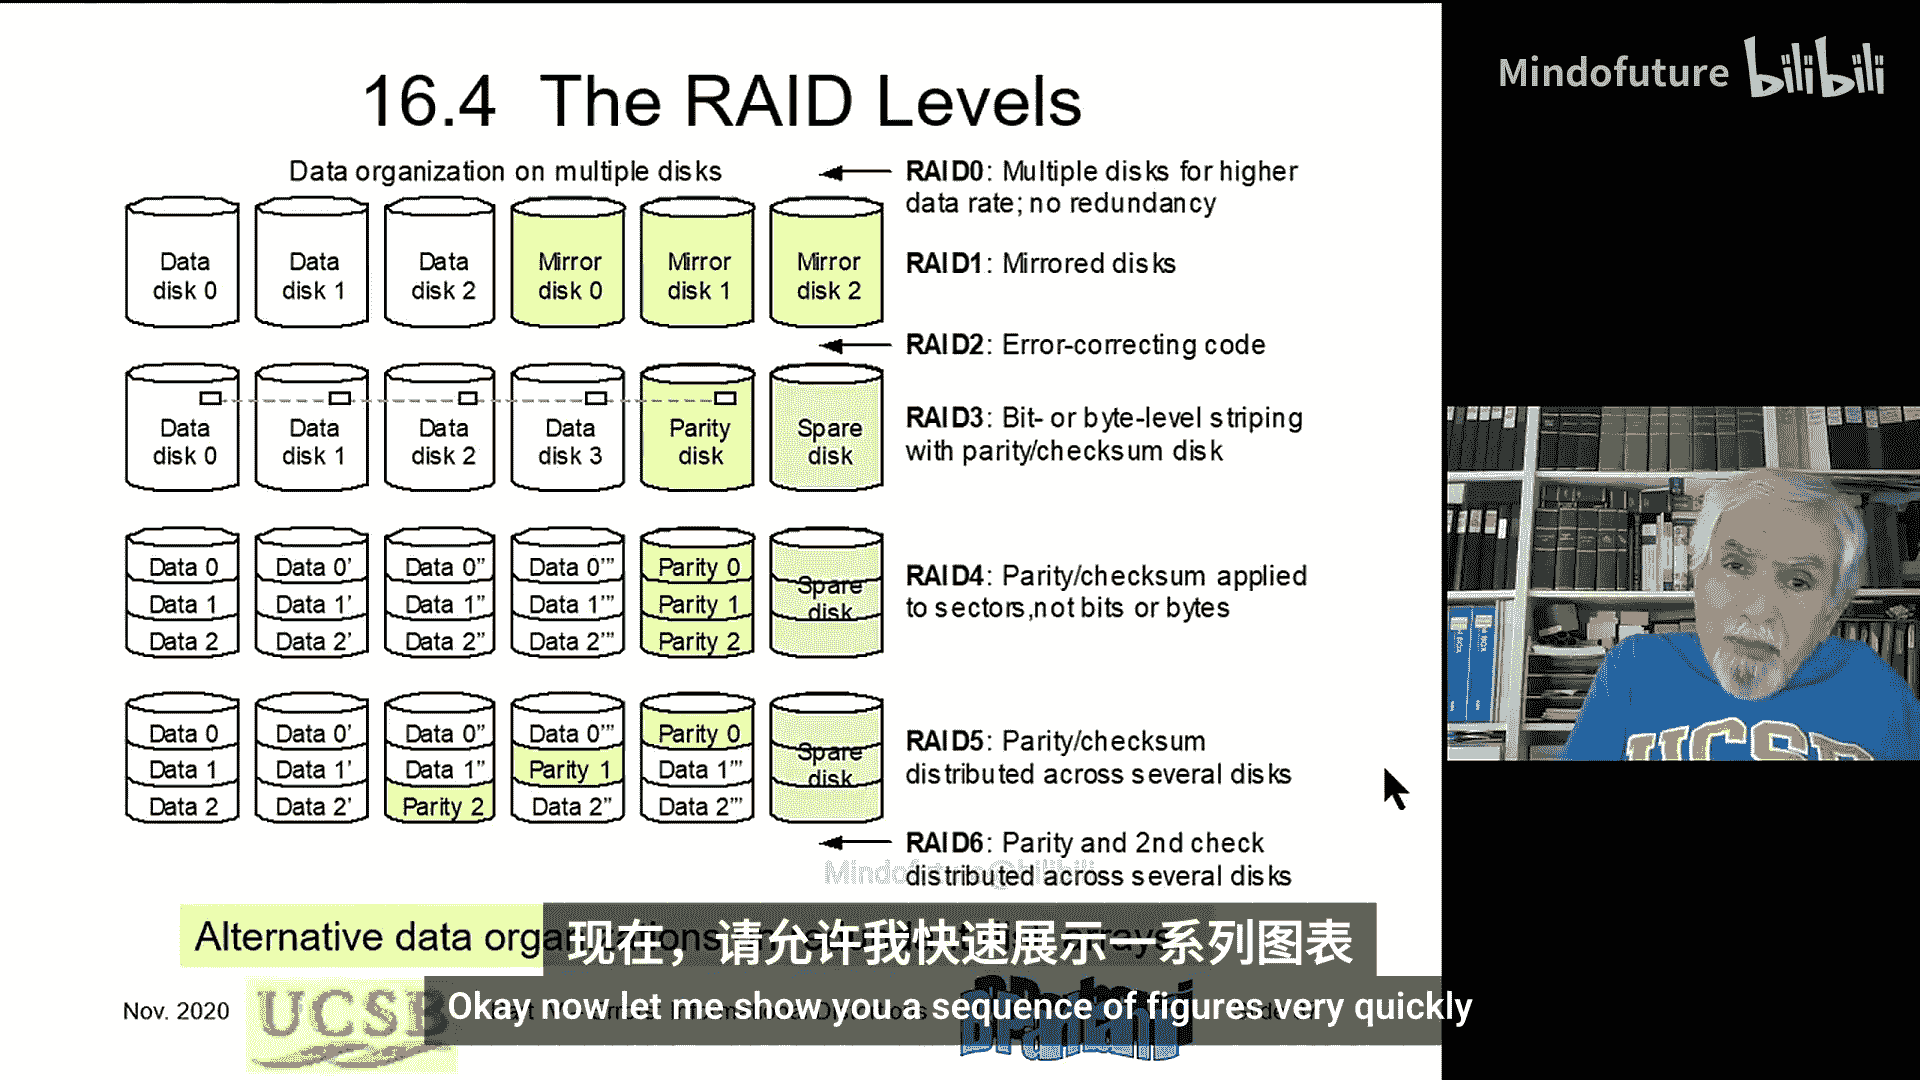 16.4 The RAID Levels
Mindofuture bilibili
Data organization on multiple disks
RAID0: Multiple disks for higher
data rate; no redundancy
Data disk 0
Data disk 1
Data disk 2
Mirror disk 0
Mirror disk 1
Mirror disk 2
RAID1: Mirrored disks
RAID2: Error-correcting code
Data disk 0
Data disk 1
Data disk 2
Data disk 3
Parity disk
Spare disk
RAID3: Bit- or byte-level striping
with parity/checksum disk
Data 0 Data 0’ Data 0” Data 0’” Parity 0
Data 1 Data 1’ Data 1” Data 1’” Parity 1
Data 2 Data 2’ Data 2” Data 2’” Parity 2
Spare disk
RAID4: Parity/checksum applied
to sectors,not bits or bytes
Data 0 Data 0’ Data 0” Data 0’” Parity 0
Data 1 Data 1’ Data 1” Parity 1 Data 1’”
Data 2 Data 2’ Parity 2 Data 2” Data 2’”
Spare disk
RAID5: Parity/checksum
distributed across several disks
RAID6: Parity and 2nd check
distributed across several disks
Mindofuture@bilibili
Alternative data
现在，请允许我快速展示一系列图表
Okay now let me show you a sequence of figures very quickly
Nov. 2020
UCSB
B. Parhami
UCSB